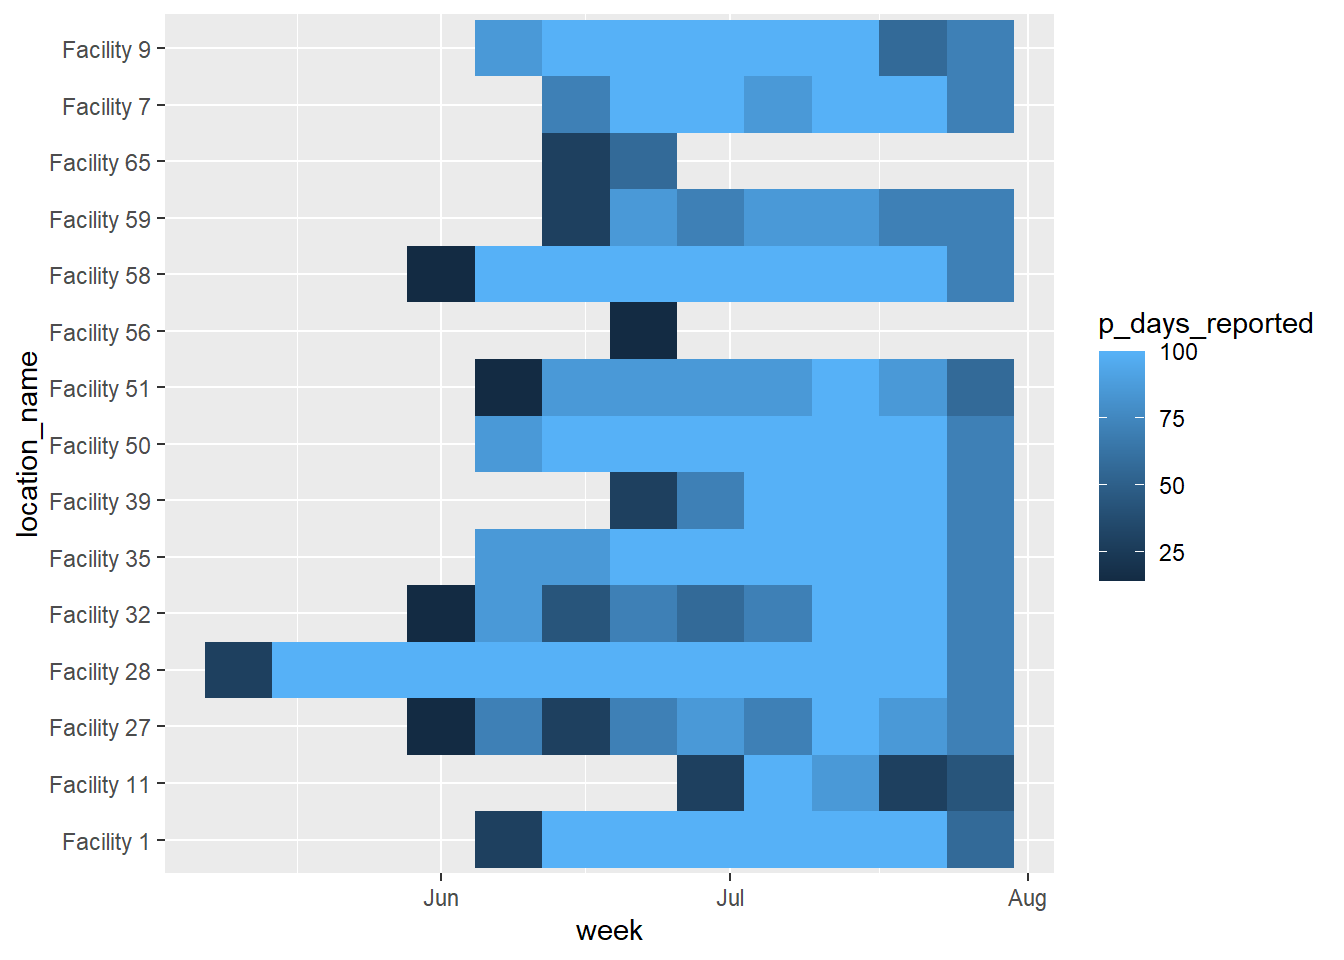 Facility 9
Facility 7
Facility 65
Facility 59
Facility 58
Facility 56
Facility 51
Facility 50
Facility 39
Facility 35
Facility 32
Facility 28
Facility 27
Facility 11
Facility 1
location_name
Jun Jul Aug
week
p_days_reported
100
75
50
25